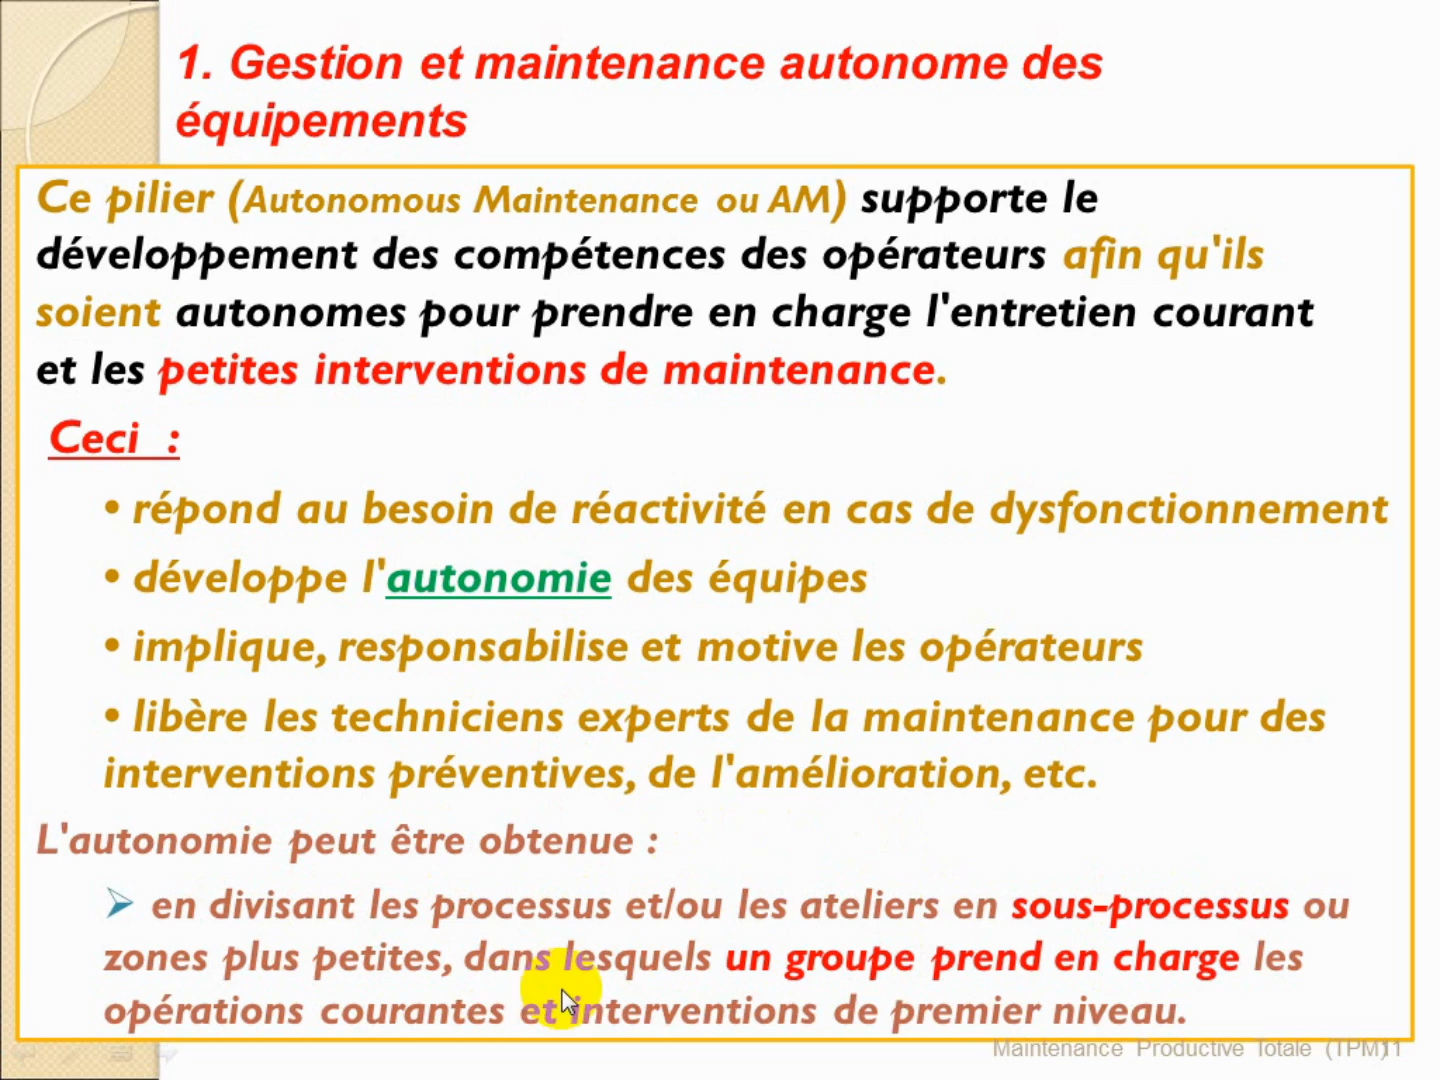 1. Gestion et maintenance autonome des
équipements
Ce pilier (Autonomous Maintenance ou AM) supporte le
développement des compétences des opérateurs afin qu'ils
soient autonomes pour prendre en charge l'entretien courant
et les petites interventions de maintenance.
Ceci :
• répond au besoin de réactivité en cas de dysfonctionnement
• développe l'autonomie des équipes
• implique, responsabilise et motive les opérateurs
• libère les techniciens experts de la maintenance pour des
interventions préventives, de l'amélioration, etc.
L'autonomie peut être obtenue :
➢ en divisant les processus et/ou les ateliers en sous-processus ou
zones plus petites, dans lesquels un groupe prend en charge les
opérations courantes et interventions de premier niveau.
Maintenance Productive Totale (TPM)11